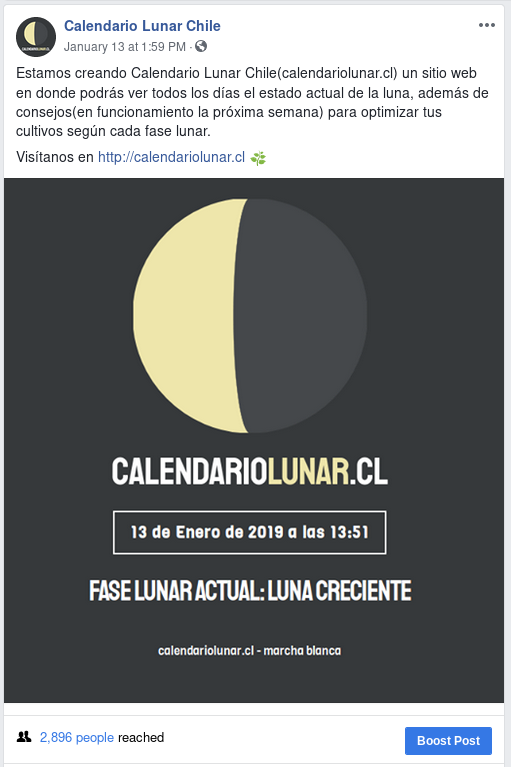 Calendario Lunar Chile
January 13 at 1:59 PM ·
Estamos creando Calendario Lunar Chile(calendariolunar.cl) un sitio web
en donde podrás ver todos los días el estado actual de la luna, además de
consejos(en funcionamiento la próxima semana) para optimizar tus
cultivos según cada fase lunar.
Visítanos en http://calendariolunar.cl
CALENDARIOLUNAR.CL
13 de Enero de 2019 a las 13:51
FASE LUNAR ACTUAL: LUNA CRECIENTE
calendariolunar.cl - marcha blanca
2,896 people reached
Boost Post